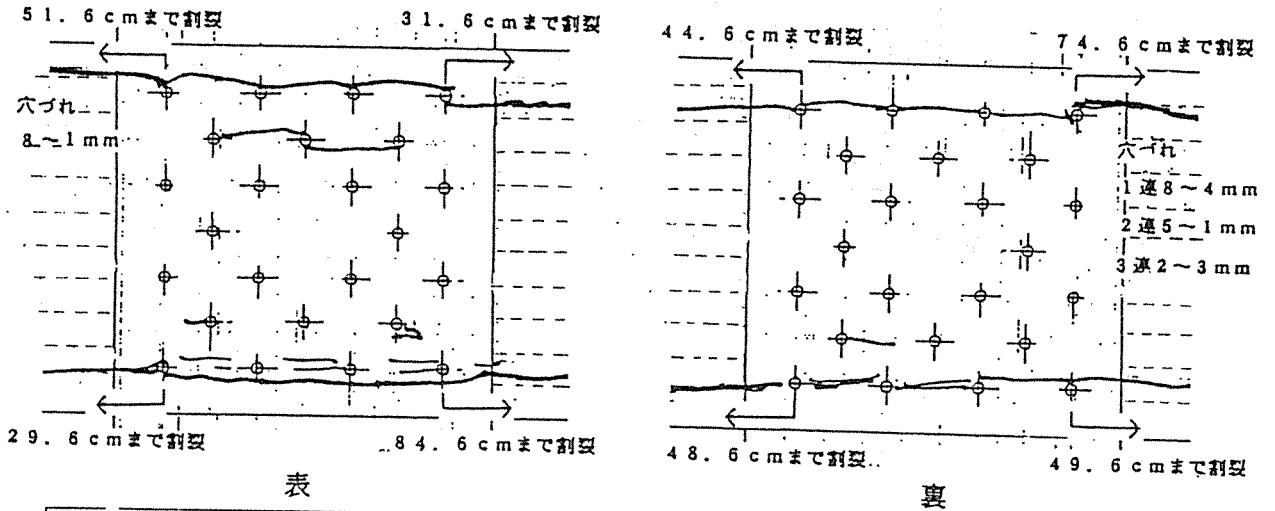 51.6cmまで割裂
31.6cmまで割裂
穴づれ
8～1mm
29.6cmまで割裂
84.6cmまで割裂
表
44.6cmまで割裂
74.6cmまで割裂
穴づれ
1連8～4mm
2連5～1mm
3連2～3mm
48.6cmまで割裂
49.6cmまで割裂
裏